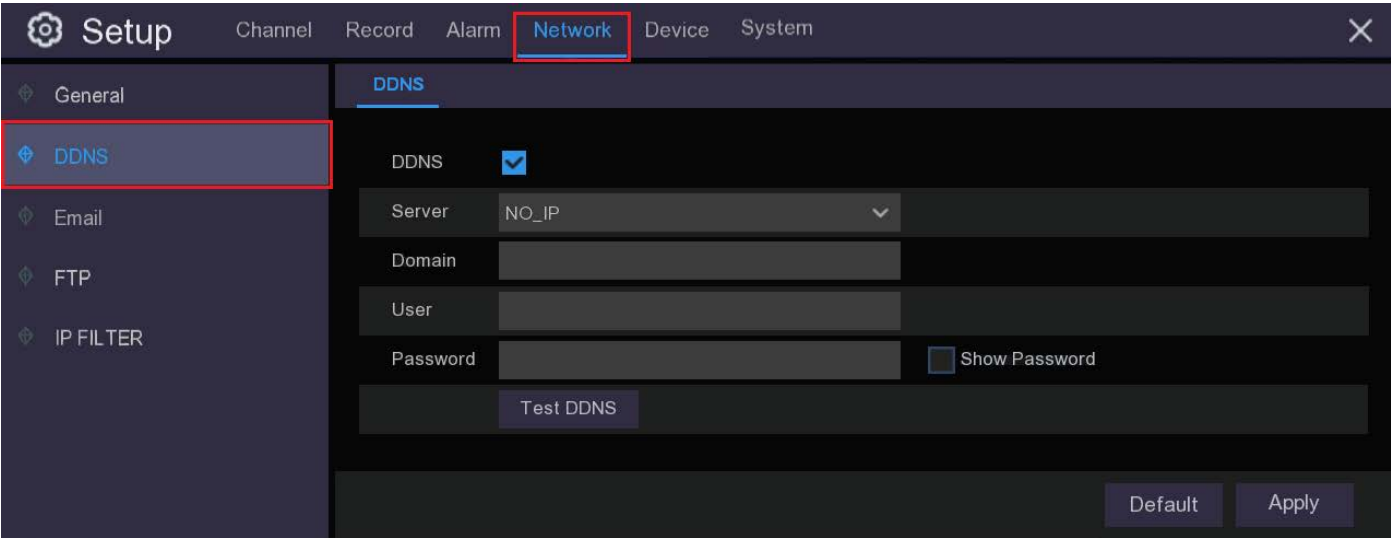 Setup Channel Record Alarm Network Device System
General
DDNS
Email
FTP
IP FILTER
DDNS
DDNS
Server NO_IP
Domain
User
Password Show Password
Test DDNS
Default Apply